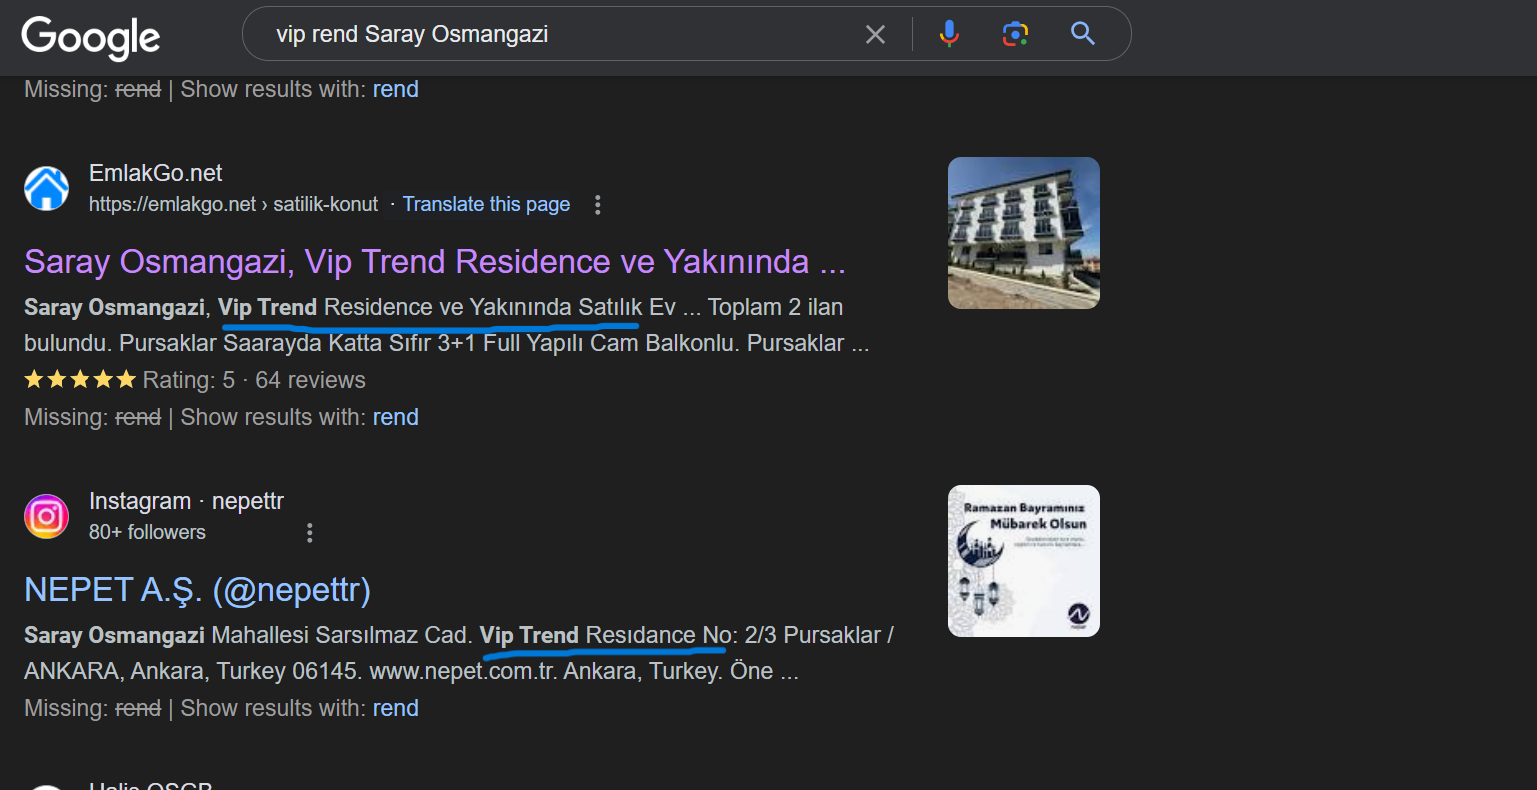 Google
vip rend Saray Osmangazi
Missing: rend | Show results with: rend
EmlakGo.net
https://emlakgo.net › satilik-konut · Translate this page
Saray Osmangazi, Vip Trend Residence ve Yakınında ...
Saray Osmangazi, Vip Trend Residence ve Yakınında Satılık Ev ... Toplam 2 ilan
bulundu. Pursaklar Saarayda Katta Sıfır 3+1 Full Yapılı Cam Balkonlu. Pursaklar ...
Rating: 5 · 64 reviews
Missing: rend | Show results with: rend
Instagram · nepettr
80+ followers
Ramazan Bayramınız
Mübarek Olsun
NEPET A.Ş. (@nepettr)
Saray Osmangazi Mahallesi Sarsılmaz Cad. Vip Trend Resıdance No: 2/3 Pursaklar /
ANKARA, Ankara, Turkey 06145. www.nepet.com.tr. Ankara, Turkey. Öne ...
Missing: rend | Show results with: rend